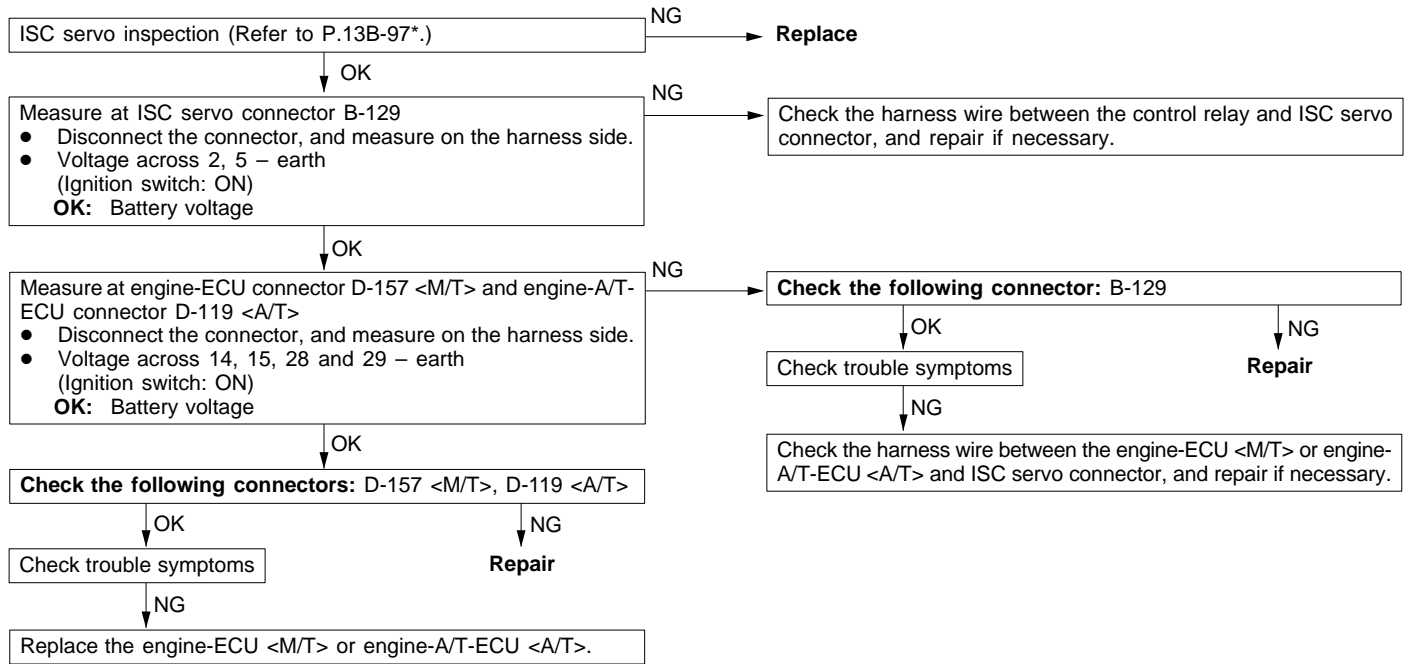 ISC servo inspection (Refer to P.13B-97*.)
NG
Replace
OK
Measure at ISC servo connector B-129
● Disconnect the connector, and measure on the harness side.
● Voltage across 2, 5 – earth
(Ignition switch: ON)
OK: Battery voltage
NG
Check the harness wire between the control relay and ISC servo
connector, and repair if necessary.
OK
Measure at engine-ECU connector D-157 <M/T> and engine-A/T-
ECU connector D-119 <A/T>
● Disconnect the connector, and measure on the harness side.
● Voltage across 14, 15, 28 and 29 – earth
(Ignition switch: ON)
OK: Battery voltage
NG
Check the following connector: B-129
OK
NG
Check trouble symptoms
Repair
NG
Check the harness wire between the engine-ECU <M/T> or engine-
A/T-ECU <A/T> and ISC servo connector, and repair if necessary.
OK
Check the following connectors: D-157 <M/T>, D-119 <A/T>
OK
NG
Check trouble symptoms
Repair
NG
Replace the engine-ECU <M/T> or engine-A/T-ECU <A/T>.